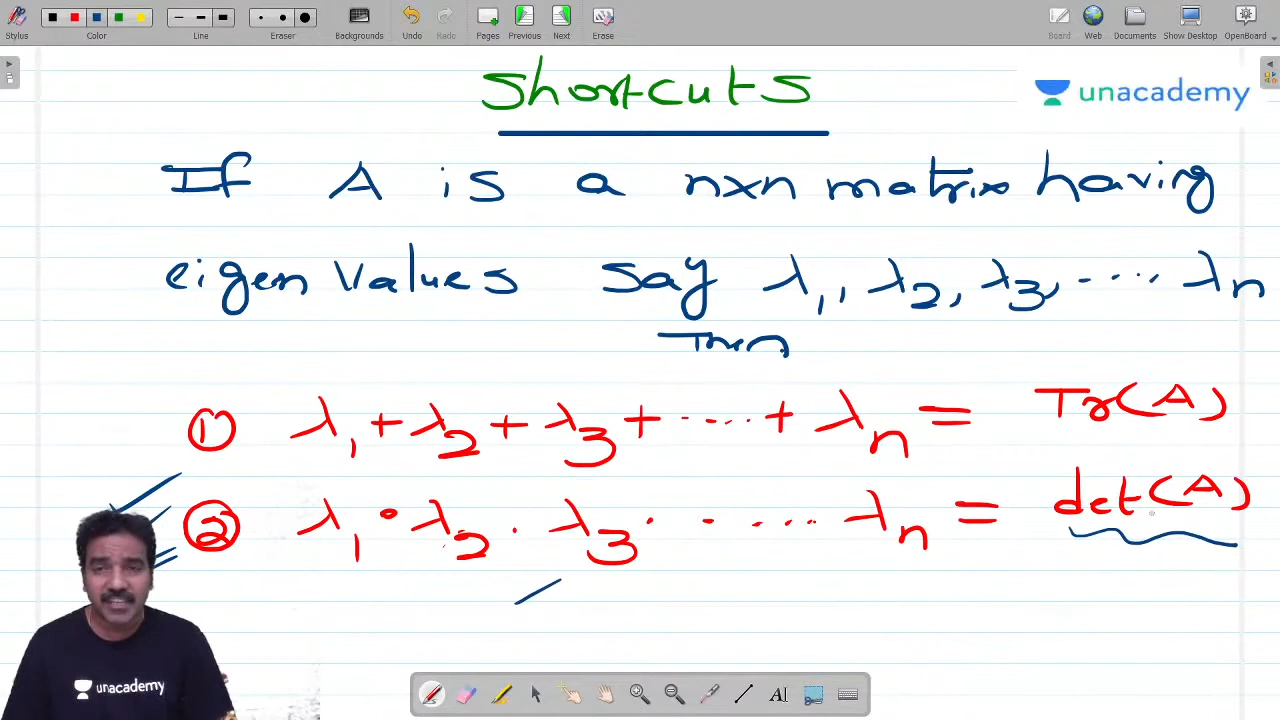 Stylus Color Line Eraser Backgrounds Undo Redo Pages Previous Next Erase Board Web Documents Show Desktop OpenBoard
Shortcuts
unacademy
If A is a nxn matrix having
eigen values say λ1, λ2, λ3, ..... λn
Then
① λ1 + λ2 + λ3 + ..... + λn = Tr(A)
② λ1 · λ2 · λ3 · · ..... λn = det(A)
unacademy
AI